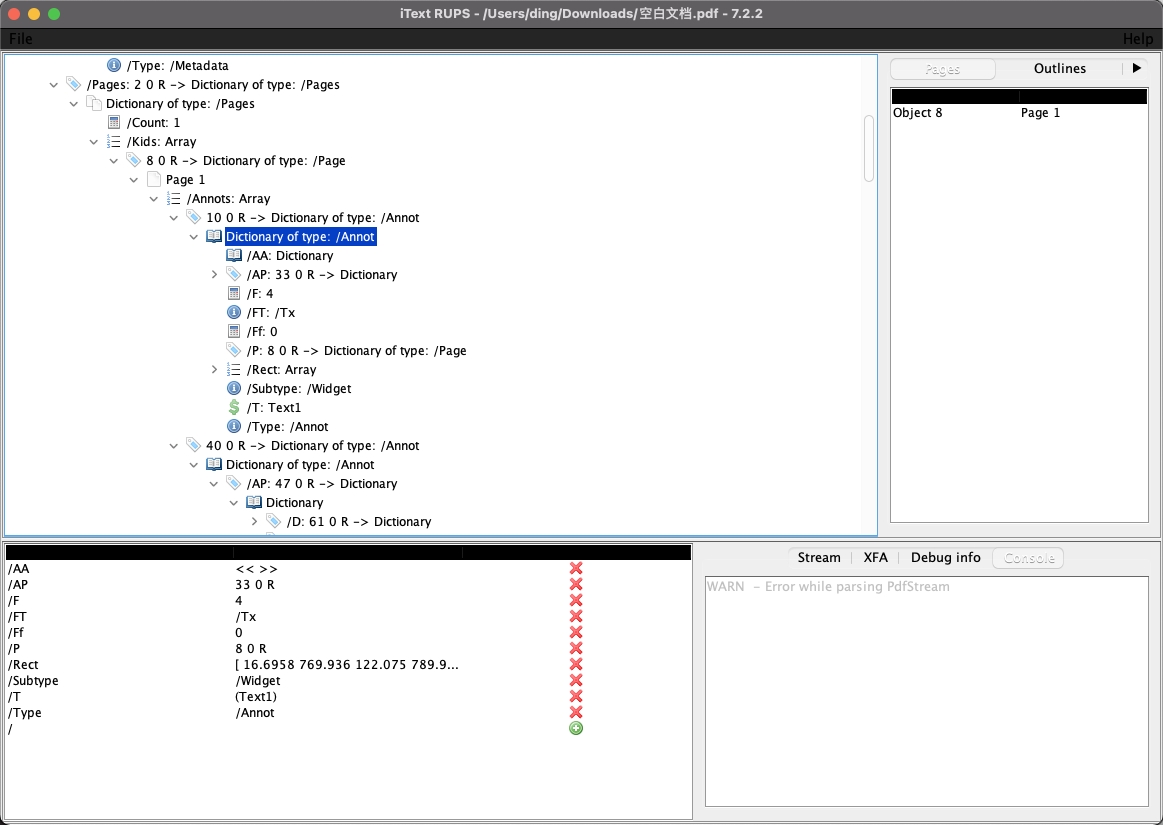 iText RUPS - /Users/ding/Downloads/空白文档.pdf - 7.2.2
File Help
/Type: /Metadata
/Pages: 2 0 R -> Dictionary of type: /Pages
Dictionary of type: /Pages
/Count: 1
/Kids: Array
8 0 R -> Dictionary of type: /Page
Page 1
/Annots: Array
10 0 R -> Dictionary of type: /Annot
Dictionary of type: /Annot
/AA: Dictionary
/AP: 33 0 R -> Dictionary
/F: 4
/FT: /Tx
/Ff: 0
/P: 8 0 R -> Dictionary of type: /Page
/Rect: Array
/Subtype: /Widget
/T: Text1
/Type: /Annot
40 0 R -> Dictionary of type: /Annot
Dictionary of type: /Annot
/AP: 47 0 R -> Dictionary
Dictionary
/D: 61 0 R -> Dictionary
Pages Outlines
Object 8 Page 1
/AA << >>
/AP 33 0 R
/F 4
/FT /Tx
/Ff 0
/P 8 0 R
/Rect [ 16.6958 769.936 122.075 789.9...
/Subtype /Widget
/T (Text1)
/Type /Annot
/
Stream XFA Debug info Console
WARN - Error while parsing PdfStream